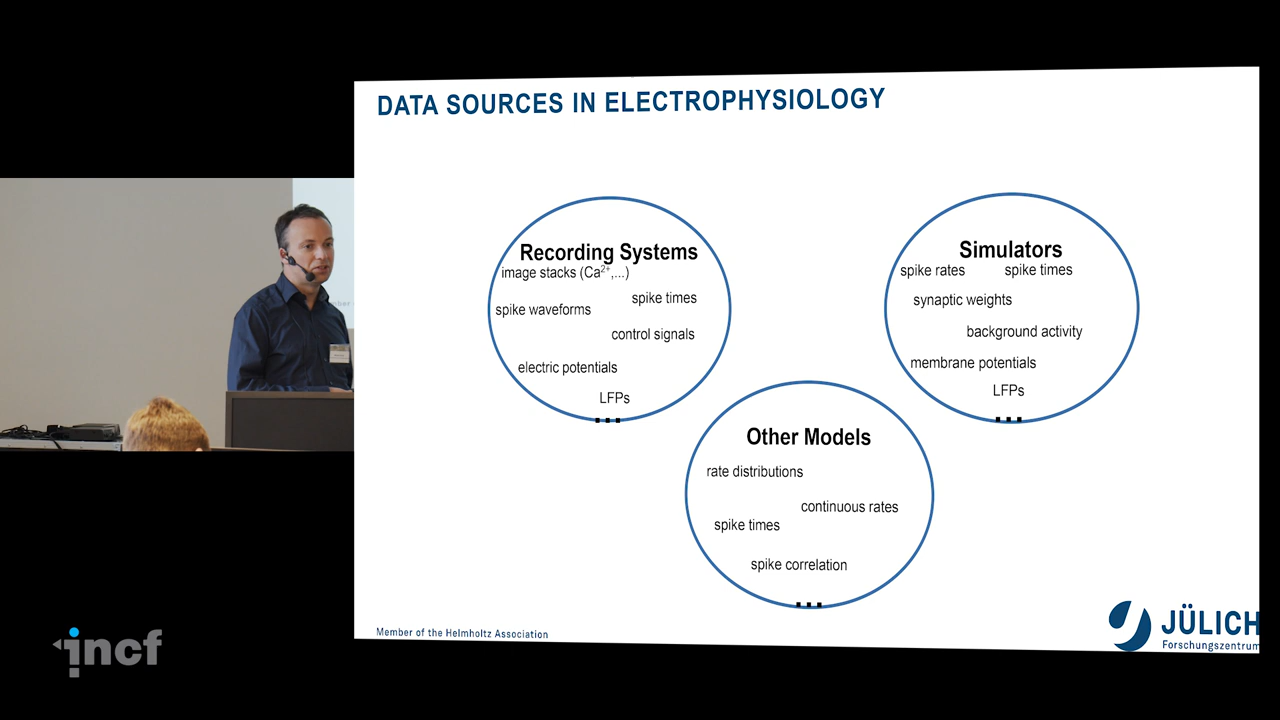 DATA SOURCES IN ELECTROPHYSIOLOGY
Recording Systems
image stacks (Ca²⁺,...)
spike times
spike waveforms
control signals
electric potentials
LFPs
...
Simulators
spike rates
spike times
synaptic weights
background activity
membrane potentials
LFPs
...
Other Models
rate distributions
continuous rates
spike times
spike correlation
...
Member of the Helmholtz Association
JÜLICH
Forschungszentrum
incf